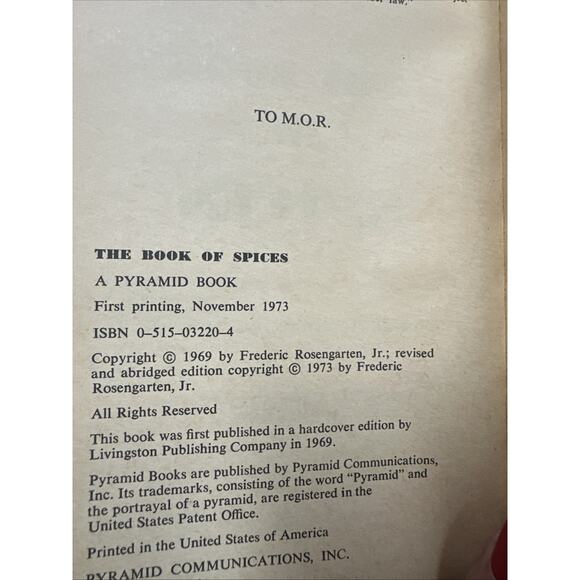 law."
TO M.O.R.
THE BOOK OF SPICES
A PYRAMID BOOK
First printing, November 1973
ISBN 0–515–03220–4
Copyright © 1969 by Frederic Rosengarten, Jr.; revised
and abridged edition copyright © 1973 by Frederic
Rosengarten, Jr.
All Rights Reserved
This book was first published in a hardcover edition by
Livingston Publishing Company in 1969.
Pyramid Books are published by Pyramid Communications,
Inc. Its trademarks, consisting of the word "Pyramid" and
the portrayal of a pyramid, are registered in the
United States Patent Office.
Printed in the United States of America
PYRAMID COMMUNICATIONS, INC.